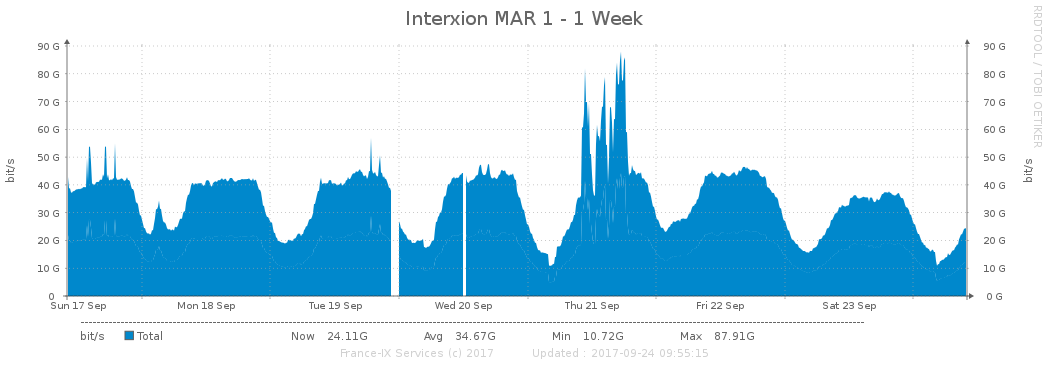 Interxion MAR 1 - 1 Week
RRDTOOL / TOBI OETIKER
bit/s
90 G 90 G
80 G 80 G
70 G 70 G
60 G 60 G
50 G 50 G
40 G 40 G
30 G 30 G
20 G 20 G
10 G 10 G
0 0 G
bit/s
Sun 17 Sep Mon 18 Sep Tue 19 Sep Wed 20 Sep Thu 21 Sep Fri 22 Sep Sat 23 Sep
bit/s Total Now 24.11G Avg 34.67G Min 10.72G Max 87.91G
France-IX Services (c) 2017 Updated : 2017-09-24 09:55:15